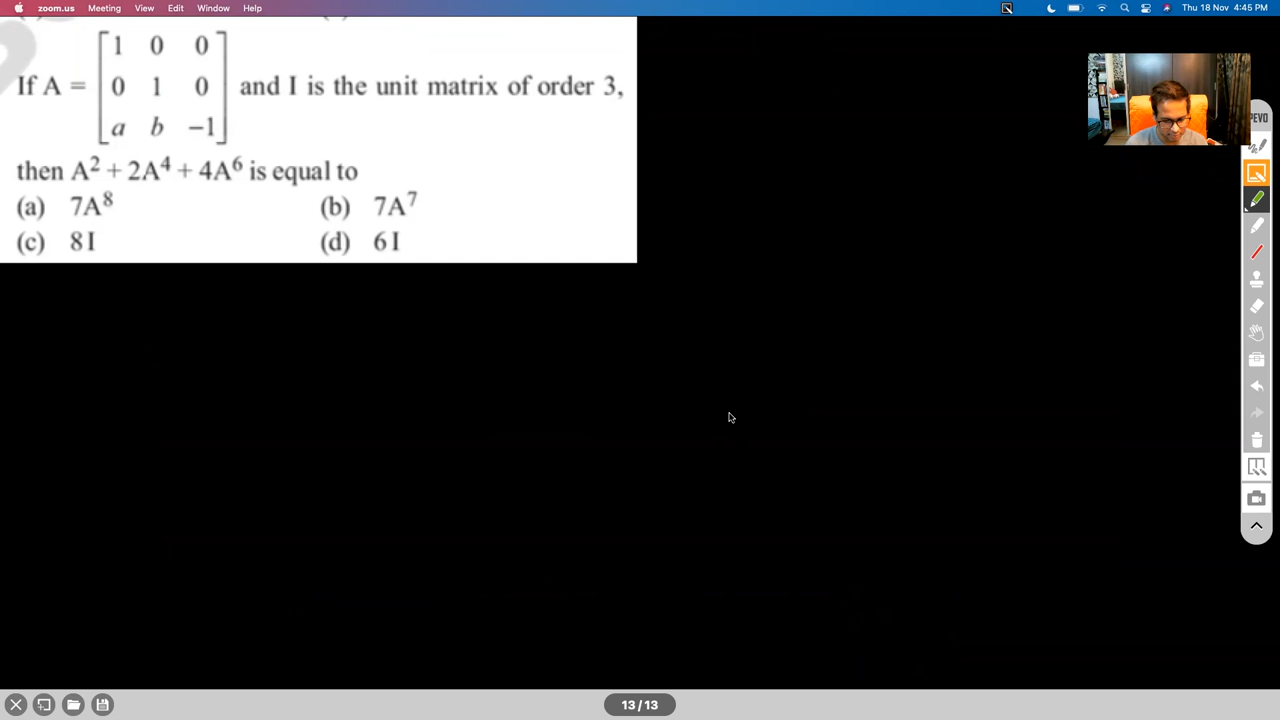 zoom.us Meeting View Edit Window Help Thu 18 Nov 4:45 PM
1 0 0
If A = 0 1 0 and I is the unit matrix of order 3,
a b −1
then A² + 2A⁴ + 4A⁶ is equal to
(a) 7A⁸ (b) 7A⁷
(c) 8 I (d) 6 I
13/13